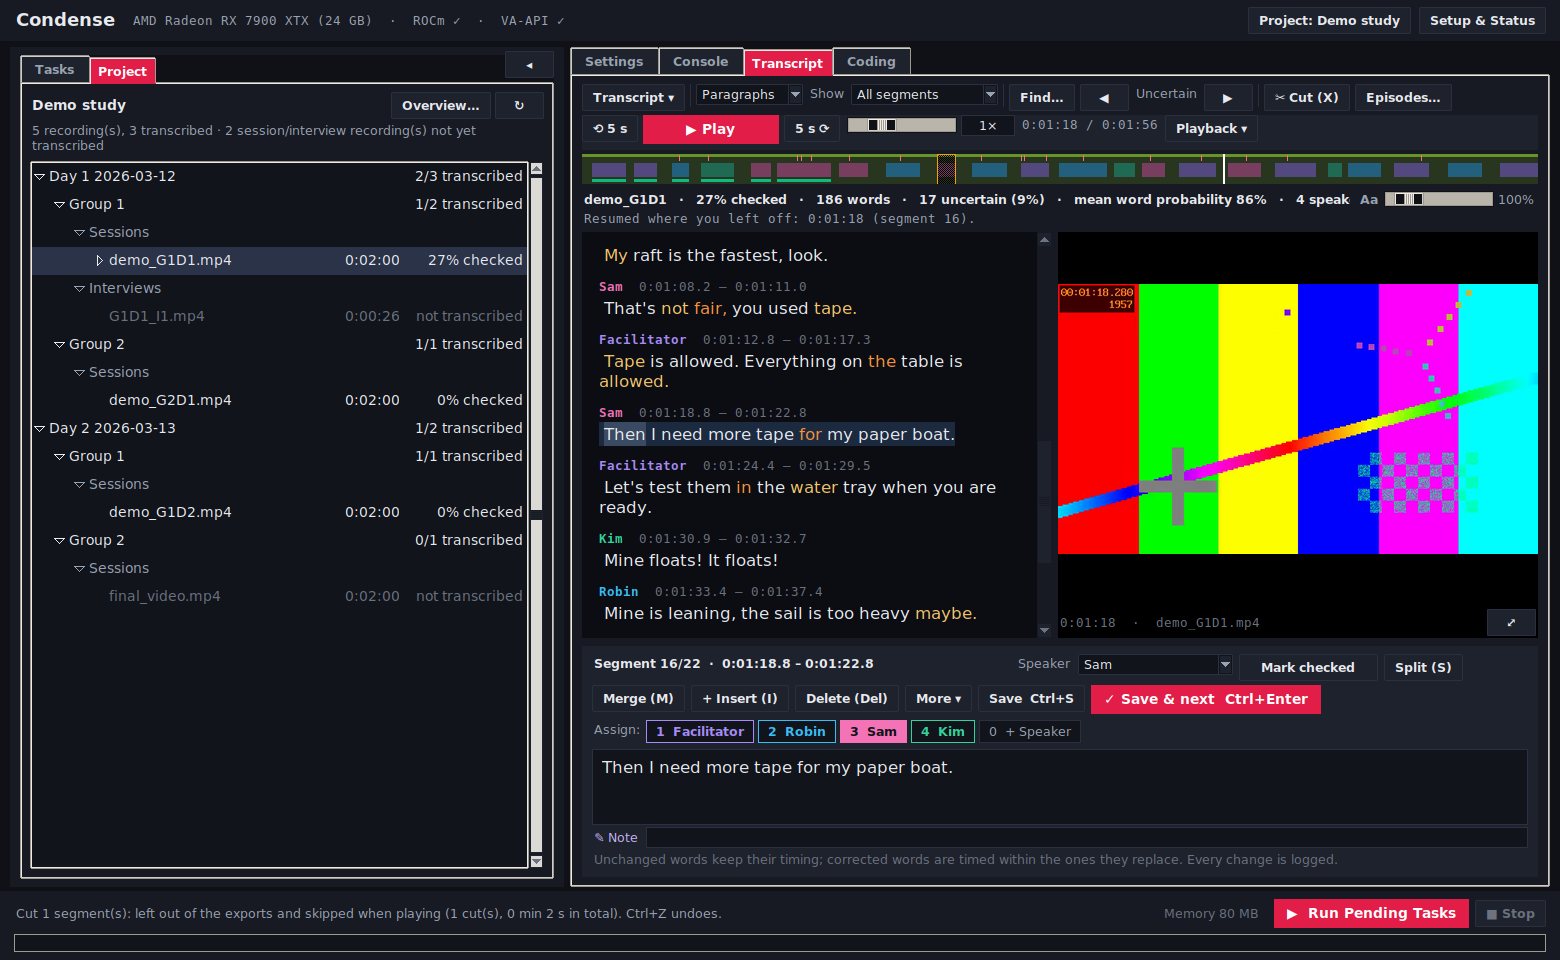 Condense AMD Radeon RX 7900 XTX (24 GB) · ROCm ✓ · VA-API ✓ Project: Demo study Setup & Status
Tasks Project ◂
Demo study Overview... ↻
5 recording(s), 3 transcribed · 2 session/interview recording(s) not yet
transcribed
Day 1 2026-03-12 2/3 transcribed
Group 1 1/2 transcribed
Sessions
demo_G1D1.mp4 0:02:00 27% checked
Interviews
G1D1_I1.mp4 0:00:26 not transcribed
Group 2 1/1 transcribed
Sessions
demo_G2D1.mp4 0:02:00 0% checked
Day 2 2026-03-13 1/2 transcribed
Group 1 1/1 transcribed
Sessions
demo_G1D2.mp4 0:02:00 0% checked
Group 2 0/1 transcribed
Sessions
final_video.mp4 0:02:00 not transcribed
Settings Console Transcript Coding
Transcript ▾ Paragraphs Show All segments Find... ◀ Uncertain ▶ ✂ Cut (X) Episodes...
⟲ 5 s ▶ Play 5 s ⟳ 1× 0:01:18 / 0:01:56 Playback ▾
demo_G1D1 · 27% checked · 186 words · 17 uncertain (9%) · mean word probability 86% · 4 speak Aa 100%
Resumed where you left off: 0:01:18 (segment 16).
My raft is the fastest, look.
Sam 0:01:08.2 — 0:01:11.0
That's not fair, you used tape.
Facilitator 0:01:12.8 — 0:01:17.3
Tape is allowed. Everything on the table is
allowed.
Sam 0:01:18.8 — 0:01:22.8
Then I need more tape for my paper boat.
Facilitator 0:01:24.4 — 0:01:29.5
Let's test them in the water tray when you are
ready.
Kim 0:01:30.9 — 0:01:32.7
Mine floats! It floats!
Robin 0:01:33.4 — 0:01:37.4
Mine is leaning, the sail is too heavy maybe.
00:01:18.280
1957
0:01:18 · demo_G1D1.mp4 ⤢
Segment 16/22 · 0:01:18.8 – 0:01:22.8 Speaker Sam Mark checked Split (S)
Merge (M) + Insert (I) Delete (Del) More ▾ Save Ctrl+S ✓ Save & next Ctrl+Enter
Assign: 1 Facilitator 2 Robin 3 Sam 4 Kim 0 + Speaker
Then I need more tape for my paper boat.
✎ Note
Unchanged words keep their timing; corrected words are timed within the ones they replace. Every change is logged.
Cut 1 segment(s): left out of the exports and skipped when playing (1 cut(s), 0 min 2 s in total). Ctrl+Z undoes. Memory 80 MB ▶ Run Pending Tasks ■ Stop